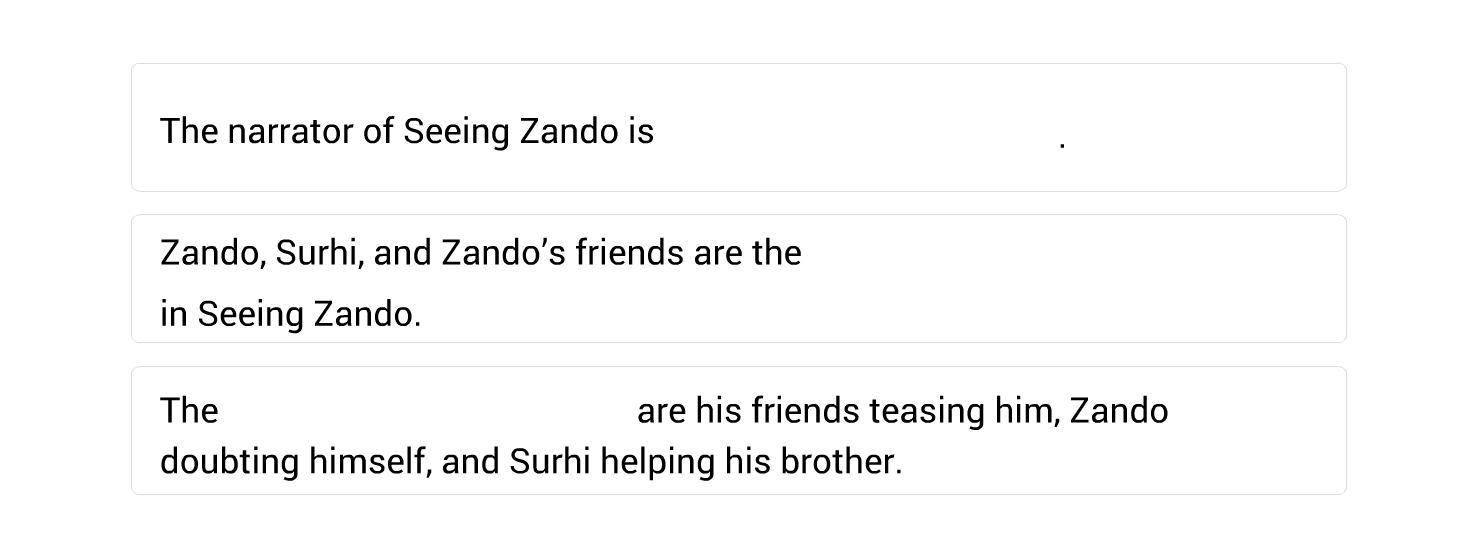 The narrator of Seeing Zando is .
Zando, Surhi, and Zando’s friends are the
in Seeing Zando.
The are his friends teasing him, Zando
doubting himself, and Surhi helping his brother.